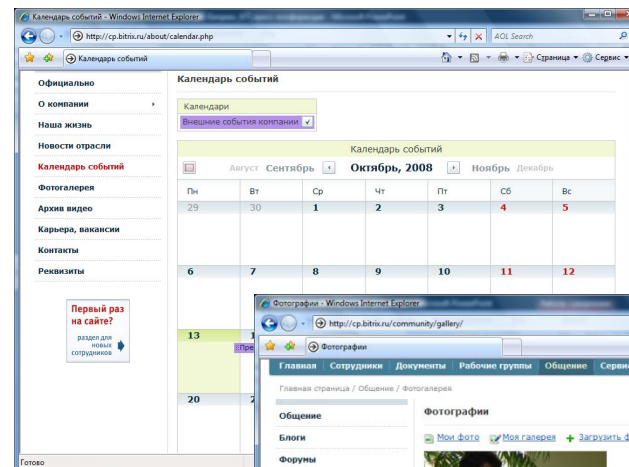 Календарь событий - Windows Internet Explorer
http://cp.bitrix.ru/about/calendar.php
AOL Search
Календарь событий
Страница
Сервис
Официально
О компании
Наша жизнь
Новости отрасли
Календарь событий
Фотогалерея
Архив видео
Карьера, вакансии
Контакты
Реквизиты
Первый раз
на сайте?
раздел для
новых
сотрудников
Календарь событий
Календари
Внешние события компании
Календарь событий
Август Сентябрь Октябрь, 2008 Ноябрь Декабрь
Пн Вт Ср Чт Пт Сб Вс
29 30 1 2 3 4 5
6 7 8 9 10 11 12
13
20
Готово
Фотографии - Windows Internet Explorer
http://cp.bitrix.ru/community/gallery/
Фотографии
Главная Сотрудники Документы Рабочие группы Общение
Главная страница / Общение / Фотогалерея
Общение
Блоги
Форумы
Фотографии
Мои фото Моя галерея Загрузить